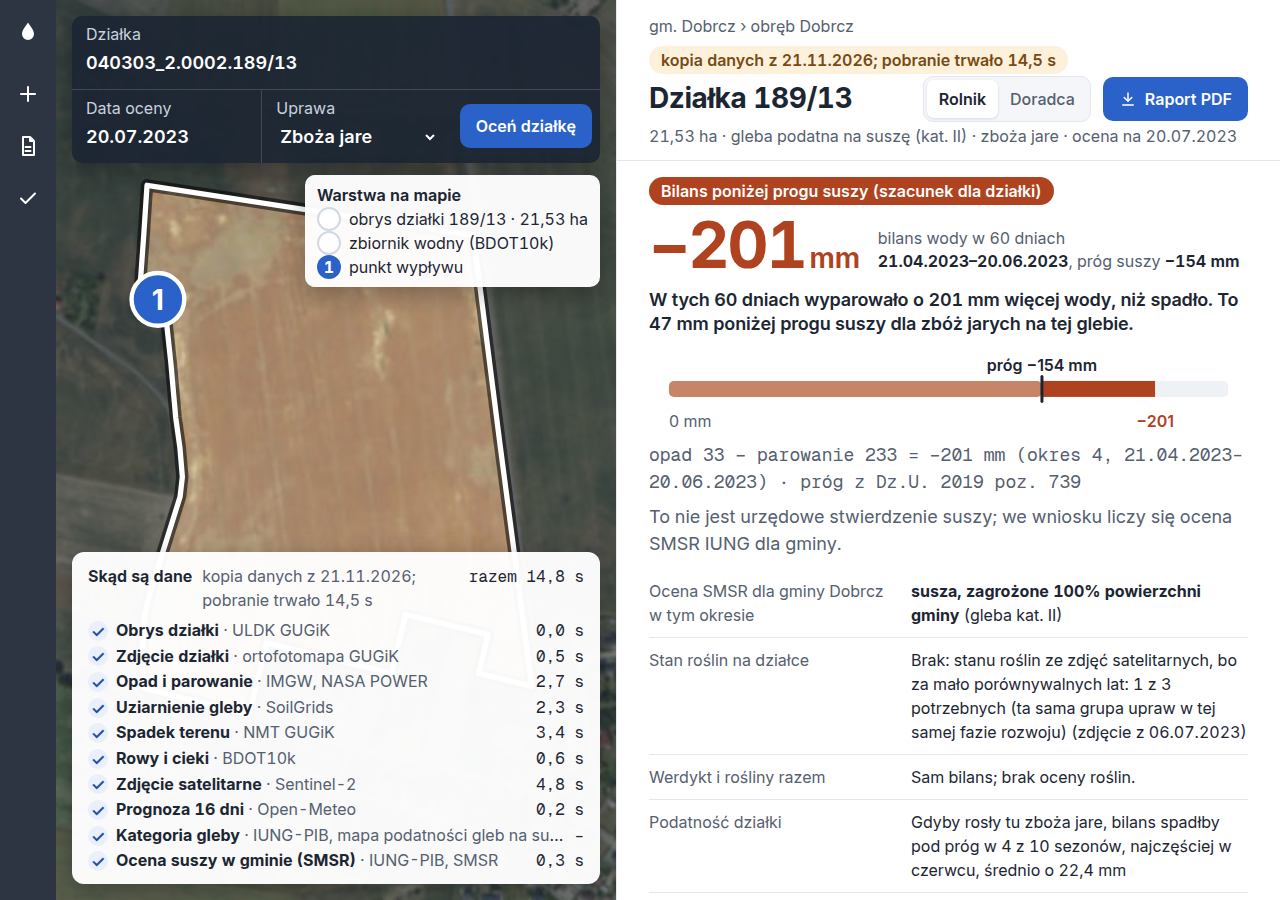 Działka
040303_2.0002.189/13
Data oceny
20.07.2023
Uprawa
Zboża jare
Oceń działkę
Warstwa na mapie
obrys działki 189/13 · 21,53 ha
zbiornik wodny (BDOT10k)
1 punkt wypływu
1
Skąd są dane kopia danych z 21.11.2026; razem 14,8 s
pobranie trwało 14,5 s
Obrys działki · ULDK GUGiK 0,0 s
Zdjęcie działki · ortofotomapa GUGiK 0,5 s
Opad i parowanie · IMGW, NASA POWER 2,7 s
Uziarnienie gleby · SoilGrids 2,3 s
Spadek terenu · NMT GUGiK 3,4 s
Rowy i cieki · BDOT10k 0,6 s
Zdjęcie satelitarne · Sentinel-2 4,8 s
Prognoza 16 dni · Open-Meteo 0,2 s
Kategoria gleby · IUNG-PIB, mapa podatności gleb na su… –
Ocena suszy w gminie (SMSR) · IUNG-PIB, SMSR 0,3 s
gm. Dobrcz › obręb Dobrcz
kopia danych z 21.11.2026; pobranie trwało 14,5 s
Działka 189/13
Rolnik Doradca
Raport PDF
21,53 ha · gleba podatna na suszę (kat. II) · zboża jare · ocena na 20.07.2023
Bilans poniżej progu suszy (szacunek dla działki)
−201 mm
bilans wody w 60 dniach
21.04.2023–20.06.2023, próg suszy −154 mm
W tych 60 dniach wyparowało o 201 mm więcej wody, niż spadło. To
47 mm poniżej progu suszy dla zbóż jarych na tej glebie.
próg −154 mm
0 mm
−201
opad 33 − parowanie 233 = −201 mm (okres 4, 21.04.2023–
20.06.2023) · próg z Dz.U. 2019 poz. 739
To nie jest urzędowe stwierdzenie suszy; we wniosku liczy się ocena
SMSR IUNG dla gminy.
Ocena SMSR dla gminy Dobrcz
w tym okresie
susza, zagrożone 100% powierzchni
gminy (gleba kat. II)
Stan roślin na działce
Brak: stanu roślin ze zdjęć satelitarnych, bo
za mało porównywalnych lat: 1 z 3
potrzebnych (ta sama grupa upraw w tej
samej fazie rozwoju) (zdjęcie z 06.07.2023)
Werdykt i rośliny razem
Sam bilans; brak oceny roślin.
Podatność działki
Gdyby rosły tu zboża jare, bilans spadłby
pod próg w 4 z 10 sezonów, najczęściej w
czerwcu, średnio o 22,4 mm